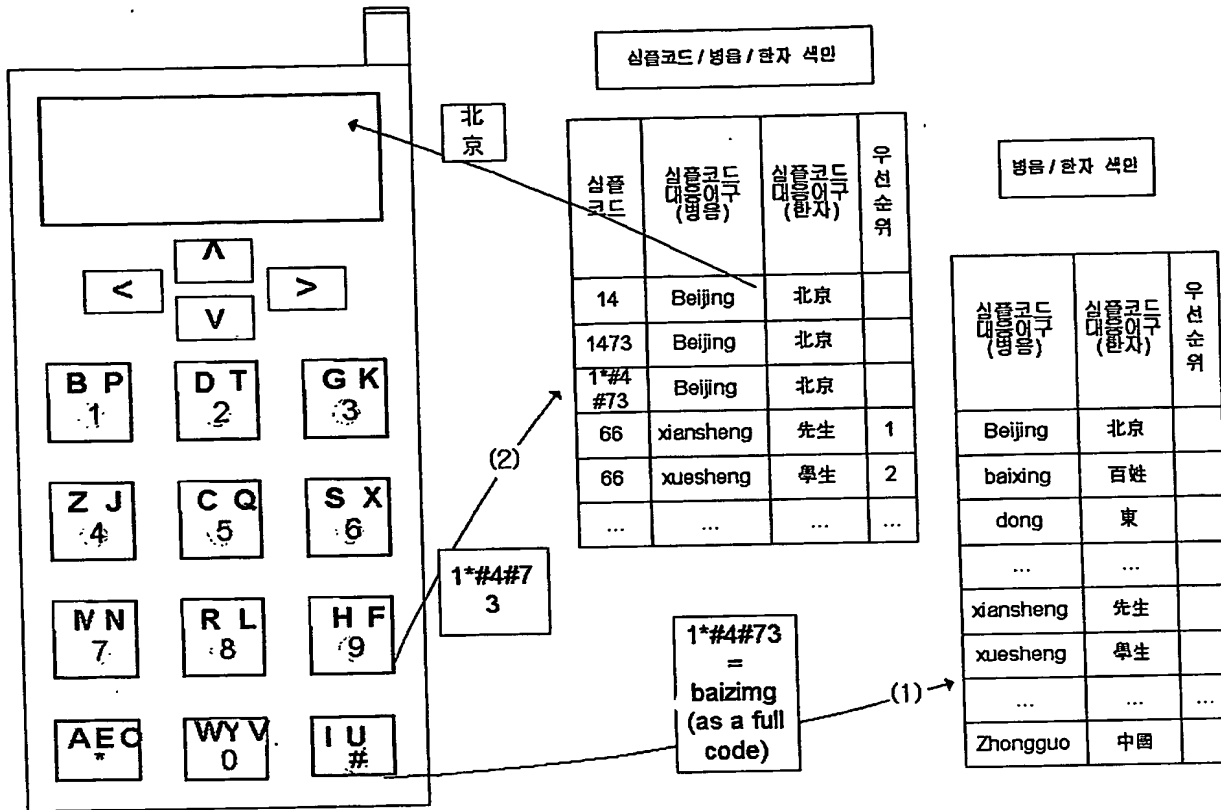 심플코드 / 병음 / 한자 색인
北
京
병음 / 한자 색인
심플
코드
심플코드
대응어구
(병음)
심플코드
대응어구
(한자)
우
선
순
위
14 Beijing 北京
1473 Beijing 北京
1*#4
#73 Beijing 北京
66 xiansheng 先生 1
66 xuesheng 學生 2
... ... ... ...
심플코드
대응어구
(병음)
심플코드
대응어구
(한자)
우
선
순
위
Beijing 北京
baixing 百姓
dong 東
... ...
xiansheng 先生
xuesheng 學生
... ... ...
Zhongguo 中國
Λ
< >
V
B P D T G K
1 2 3
Z J C Q S X
4 5 6
M N R L H F
7 8 9
A E O W Y V I U
* 0 #
(2)
1*#4#7
3
1*#4#73
=
baizimg
(as a full
code)
(1)